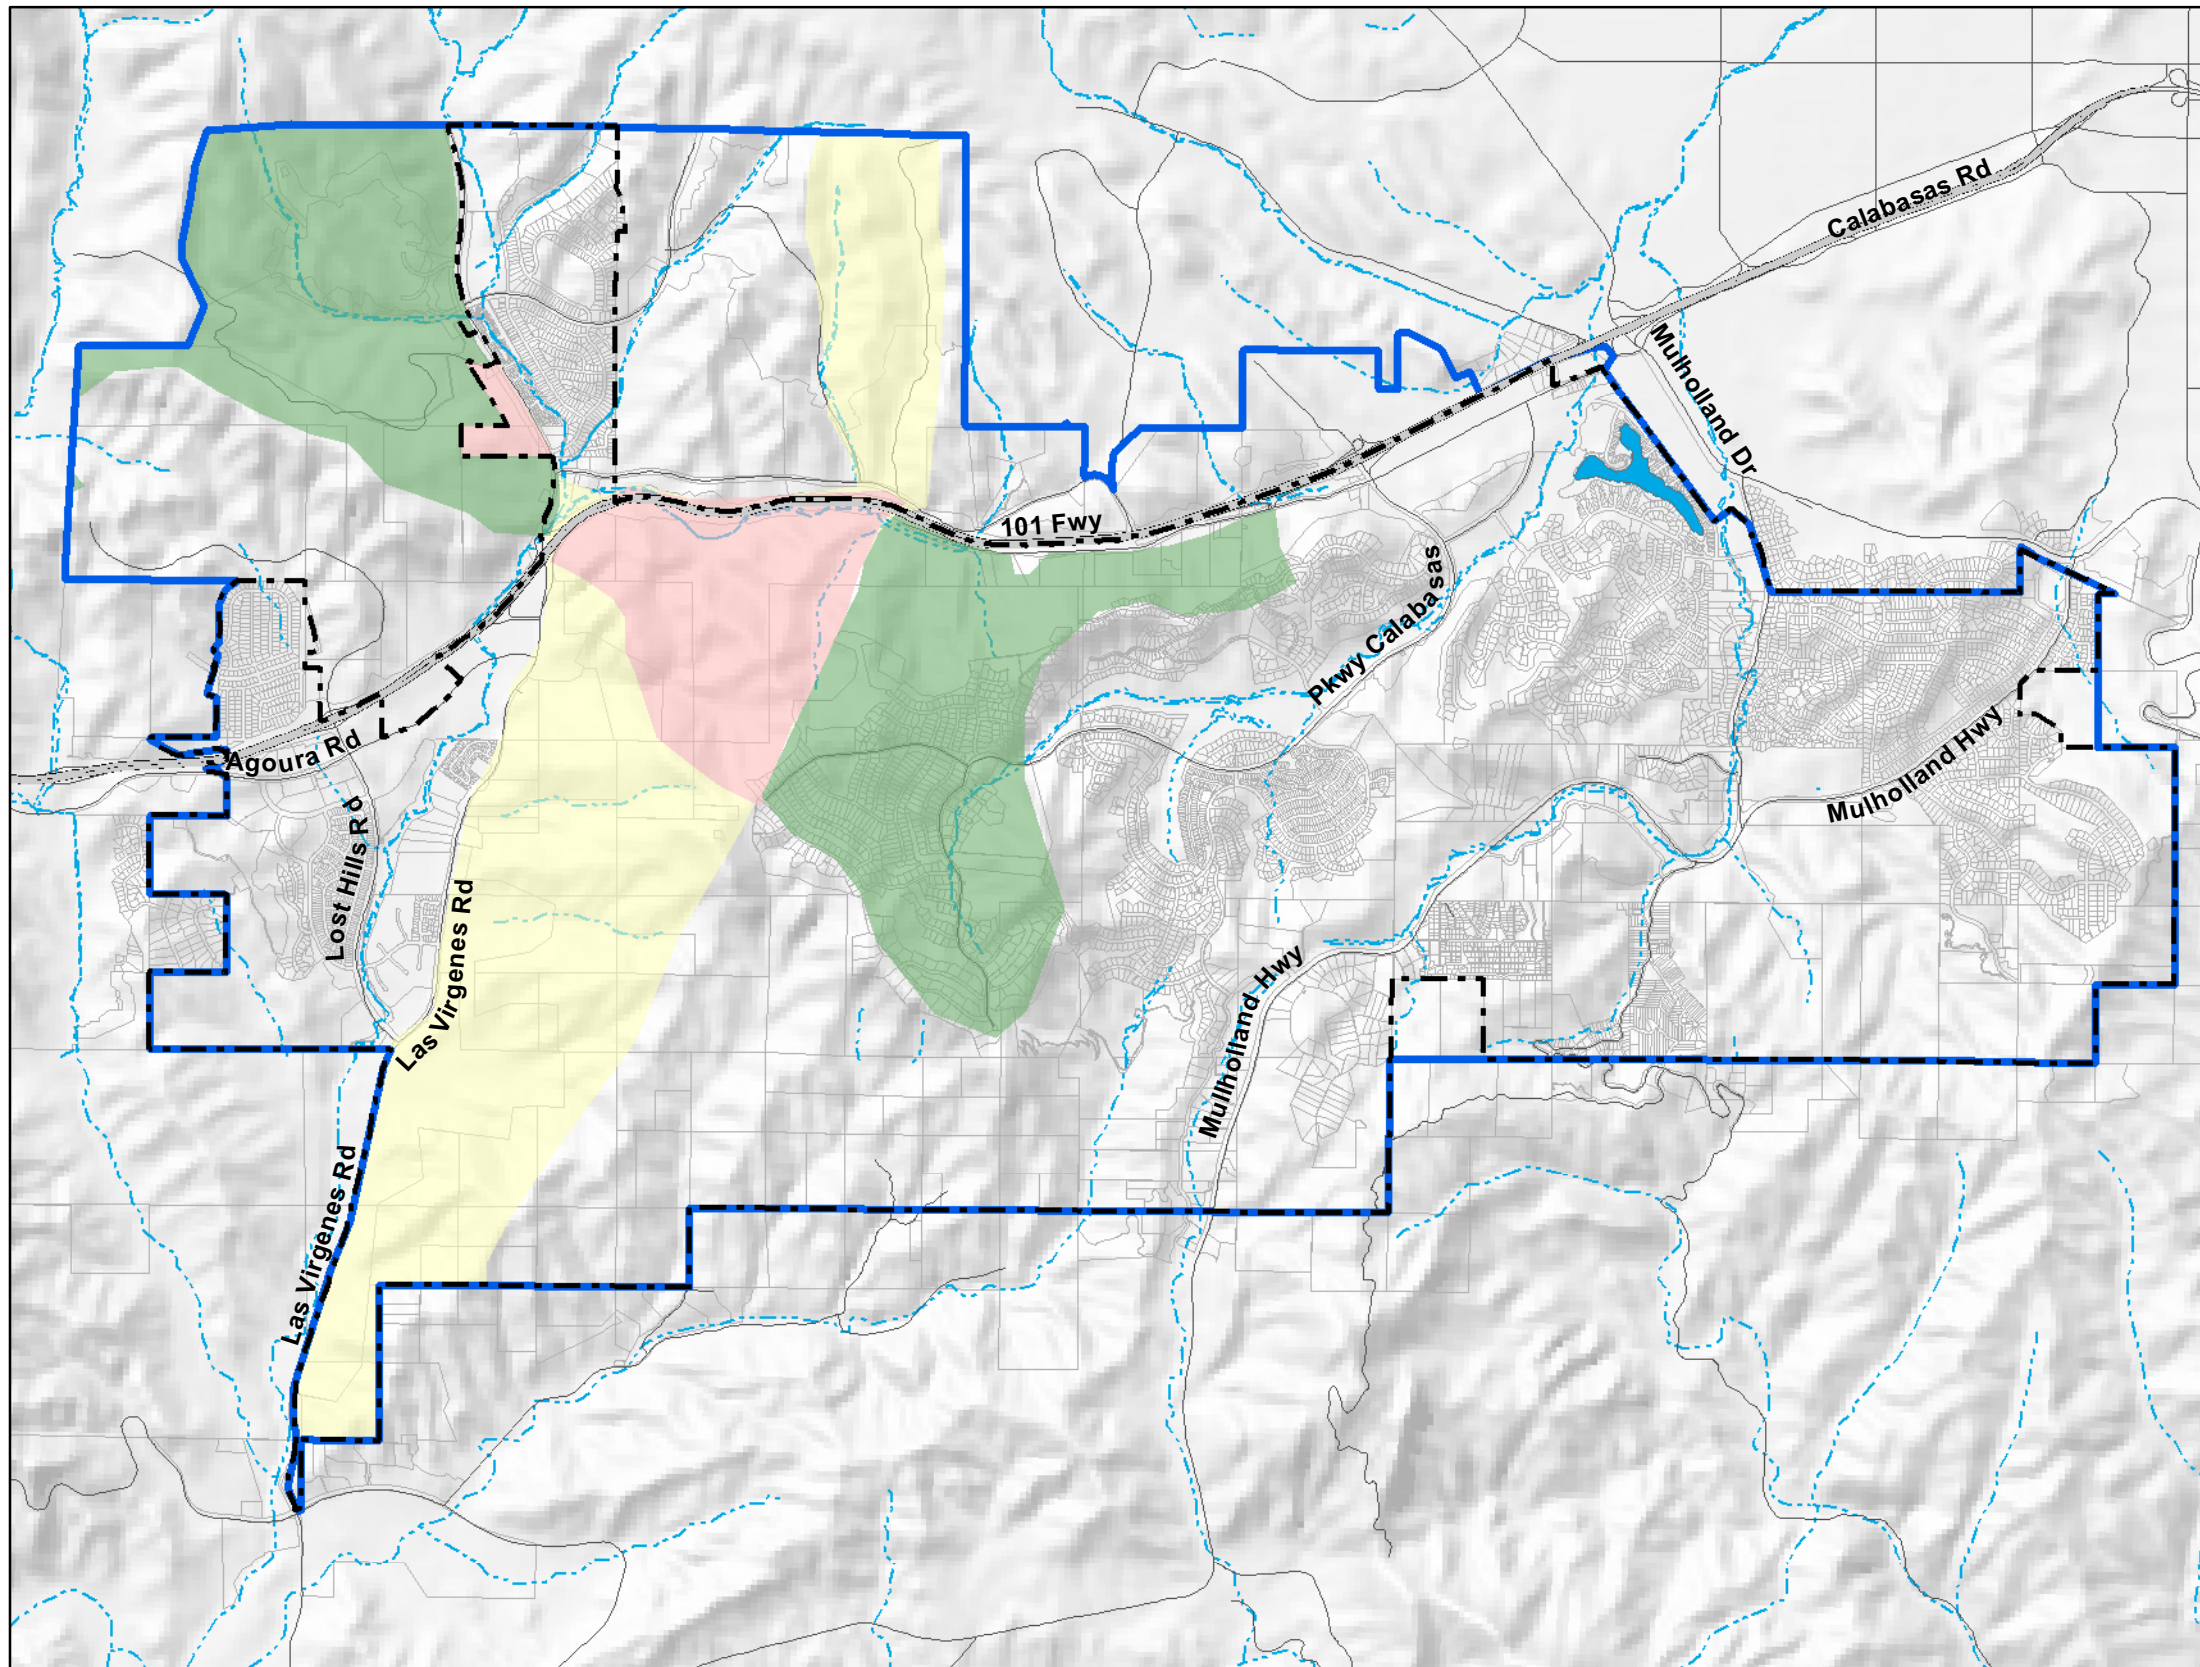 Calabasas Rd
Mulholland Dr
101 Fwy
Pkwy Calabasas
Agoura Rd
Mulholland Hwy
Lost Hills Rd
Las Virgenes Rd
Mullholland Hwy
Las Virgenes Rd